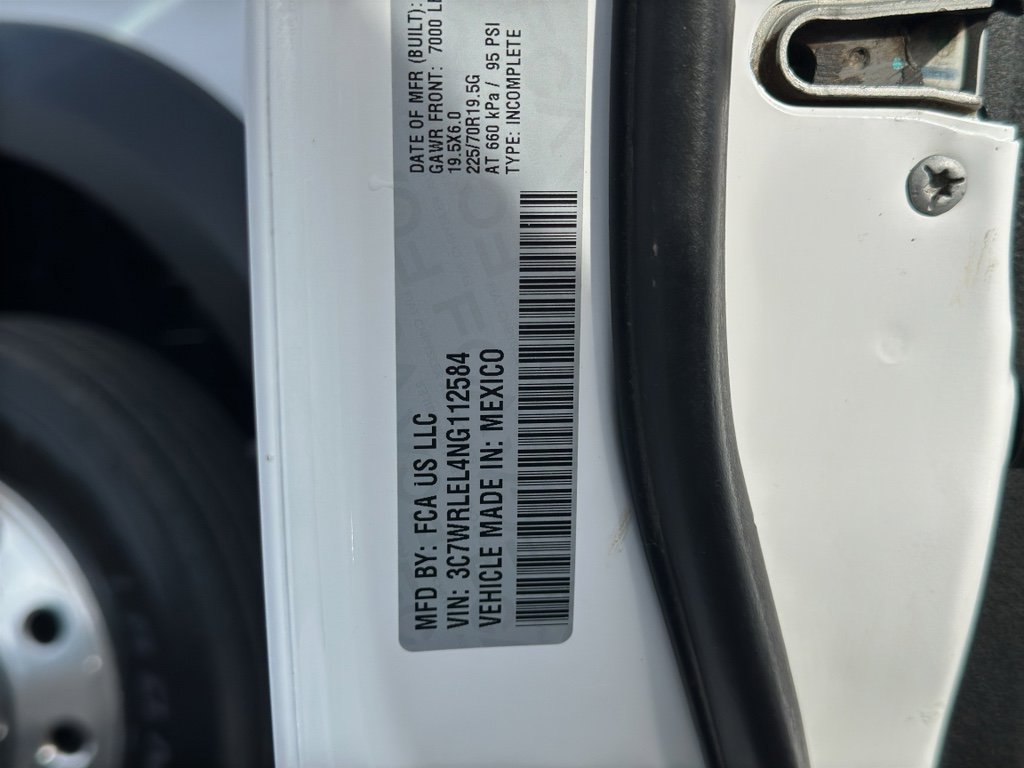 MFD BY: FCA US LLC
VIN: 3C7WRLEL4NG112584
VEHICLE MADE IN: MEXICO
DATE OF MFR (BUILT):
GAWR FRONT: 7000
19.5X6.0
225/70R19.5G
AT 660 kPa / 95 PSI
TYPE: INCOMPLETE